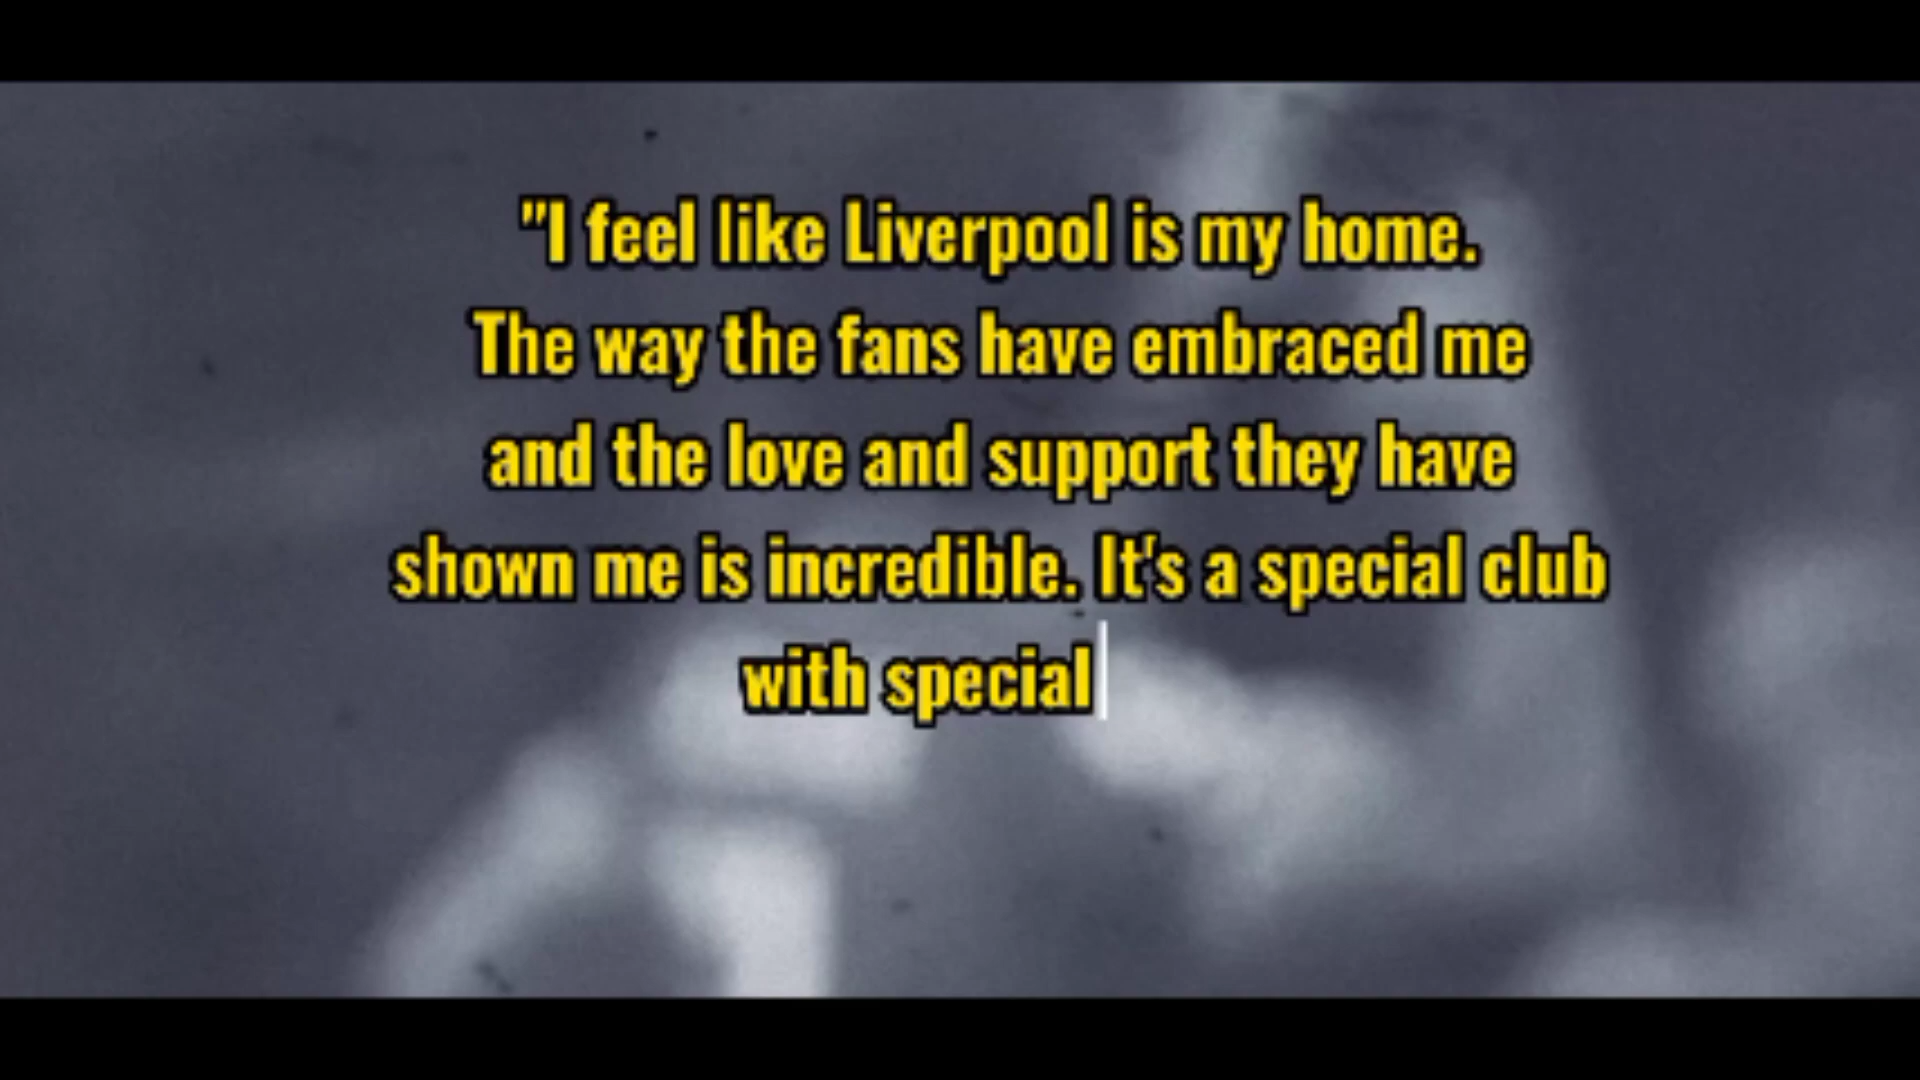 "I feel like Liverpool is my home.
The way the fans have embraced me
and the love and support they have
shown me is incredible. It's a special club
with special